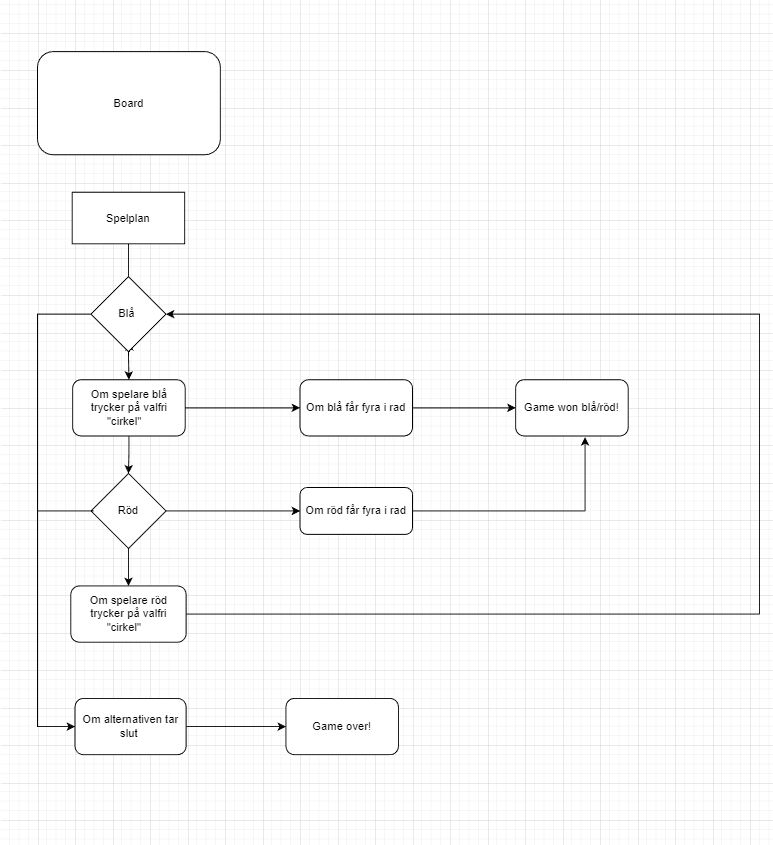 Board
Spelplan
Blå
Om spelare blå
trycker på valfri
"cirkel"
Om blå får fyra i rad
Game won blå/röd!
Röd
Om röd får fyra i rad
Om spelare röd
trycker på valfri
"cirkel"
Om alternativen tar
slut
Game over!